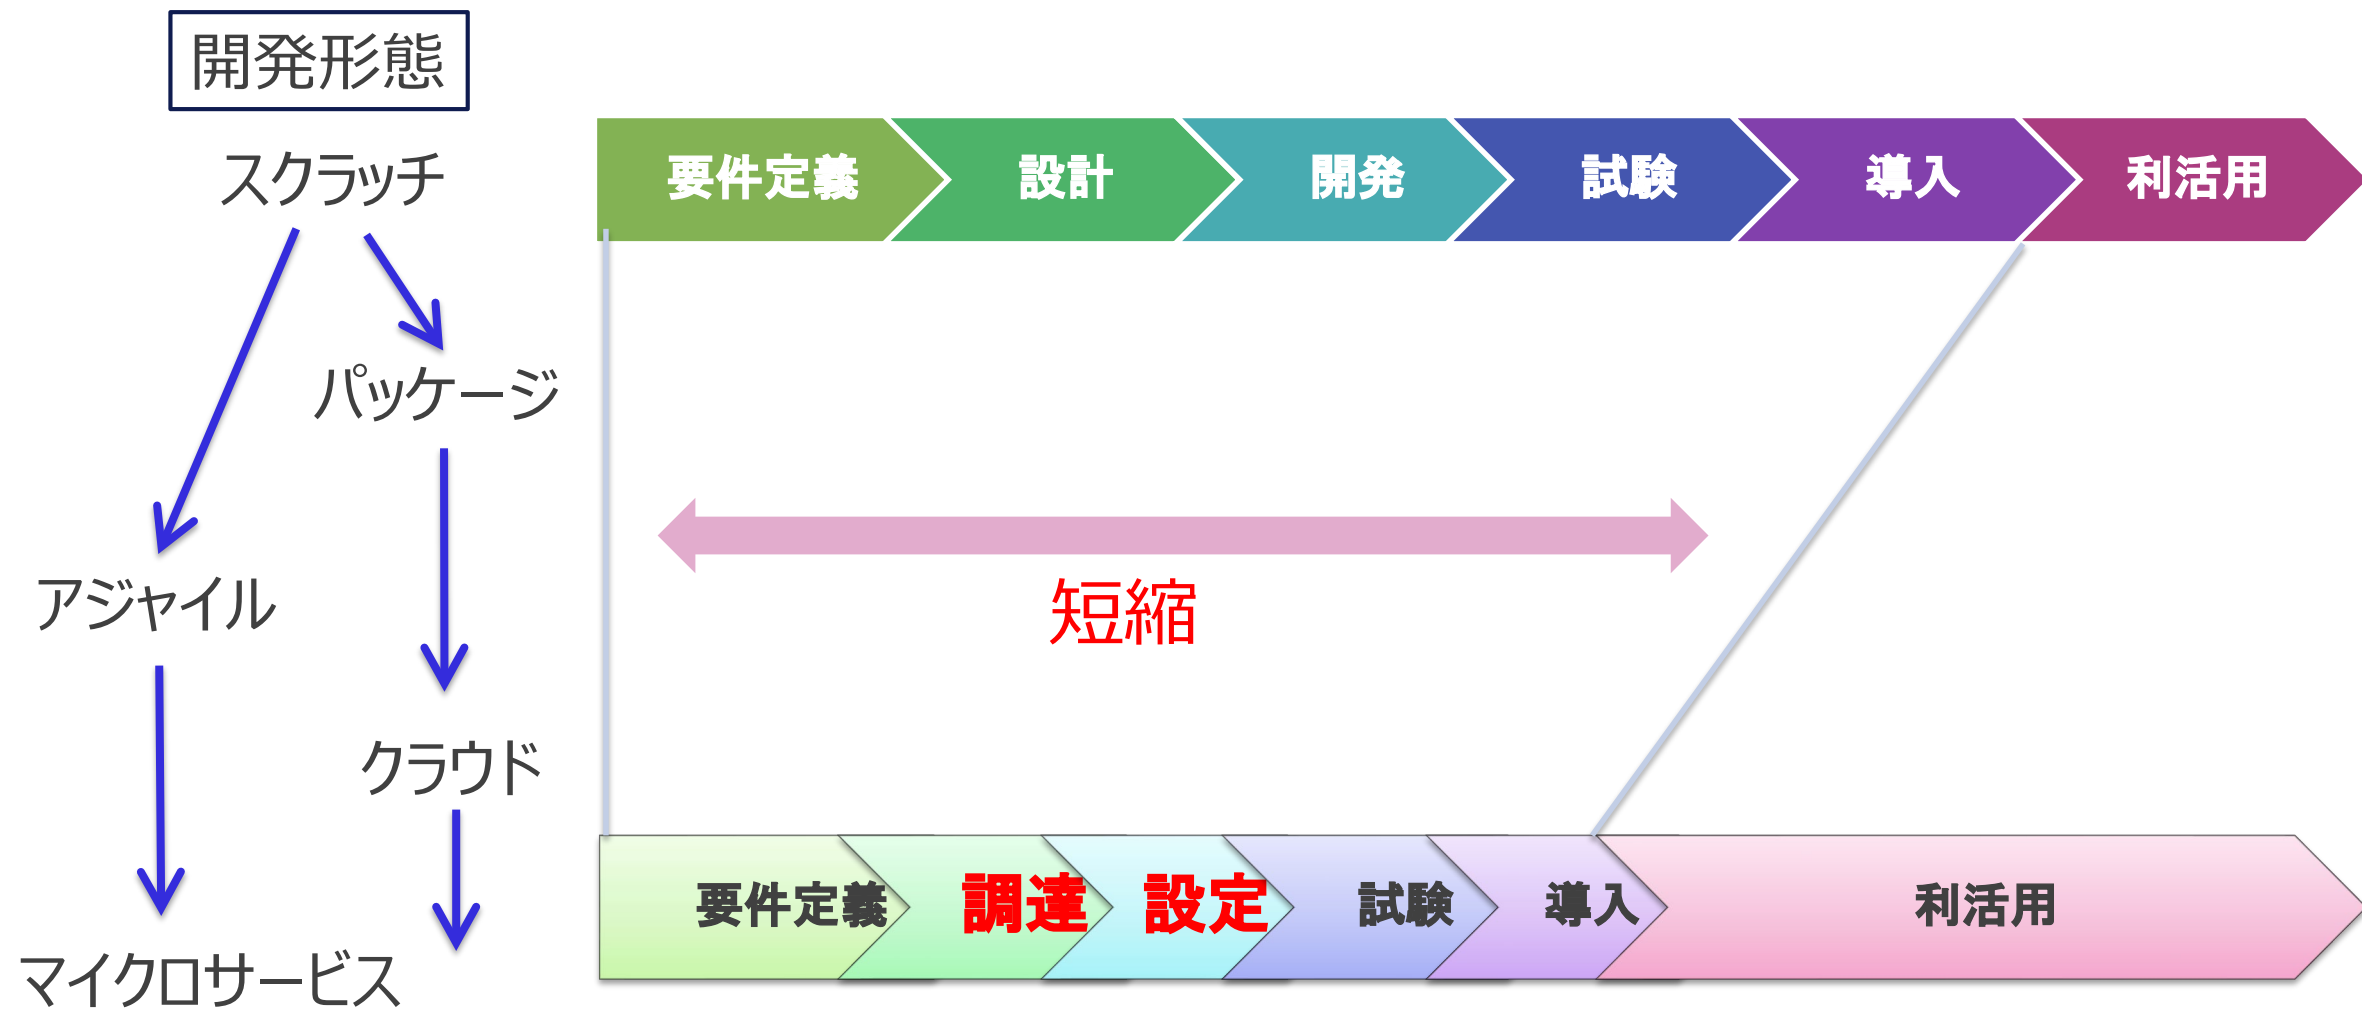 開発形態
スクラッチ
要件定義 設計 開発 試験 導入 利活用
パッケージ
短縮
アジャイル
クラウド
要件定義 調達 設定 試験 導入 利活用
マイクロサービス